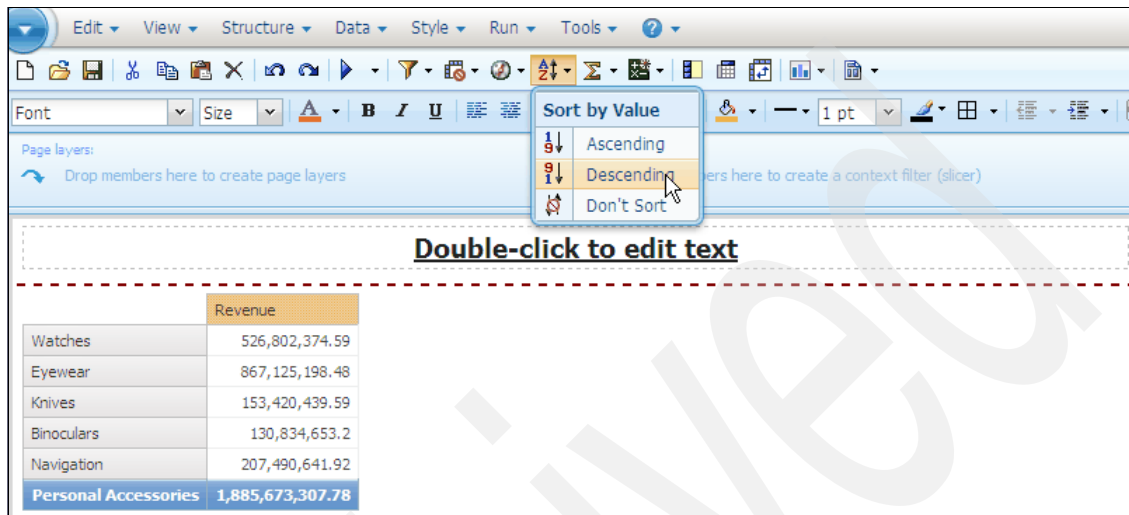 Edit View Structure Data Style Run Tools ?
Font Size A B I U 1 pt
Sort by Value
Ascending
Descending
Don't Sort
Page layers:
Drop members here to create page layers
ers here to create a context filter (slicer)
Double-click to edit text
Revenue
Watches 526,802,374.59
Eyewear 867,125,198.48
Knives 153,420,439.59
Binoculars 130,834,653.2
Navigation 207,490,641.92
Personal Accessories 1,885,673,307.78